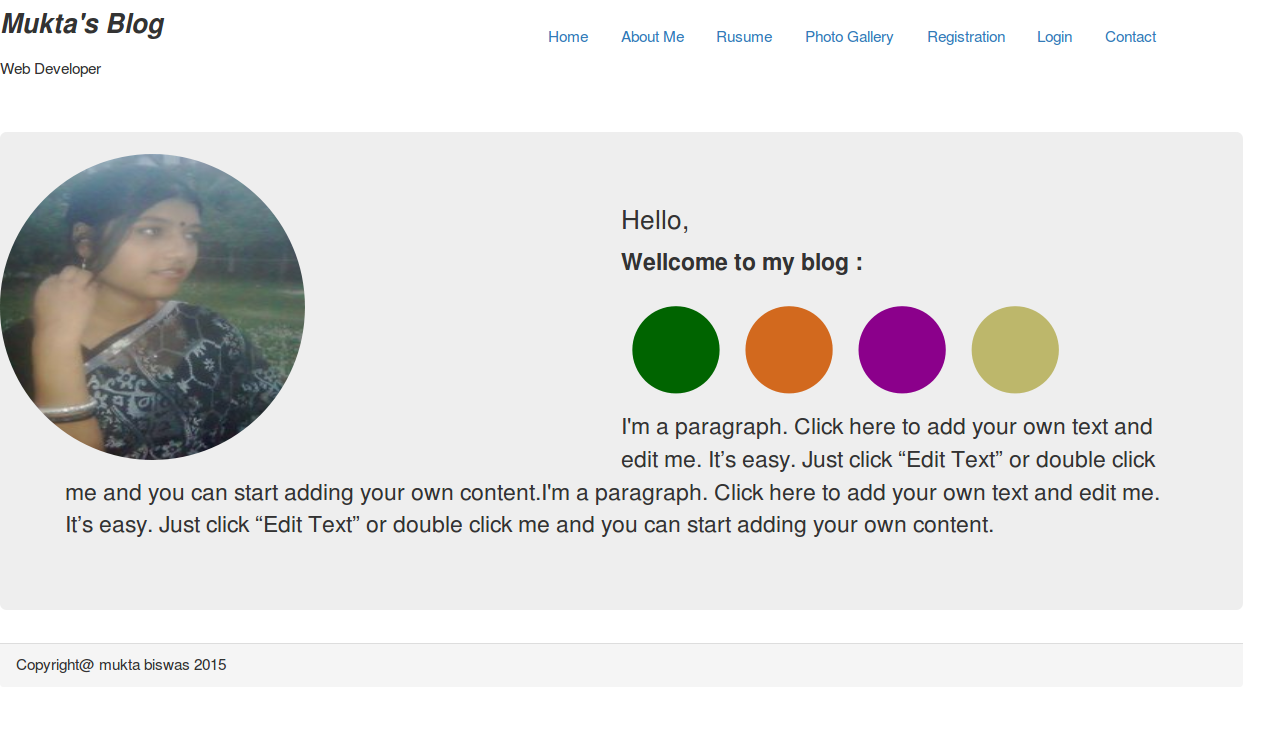 Mukta's Blog
Home About Me Rusume Photo Gallery Registration Login Contact
Web Developer
Hello,
Wellcome to my blog :
I'm a paragraph. Click here to add your own text and
edit me. It’s easy. Just click “Edit Text” or double click
me and you can start adding your own content.I'm a paragraph. Click here to add your own text and edit me.
It’s easy. Just click “Edit Text” or double click me and you can start adding your own content.
Copyright@ mukta biswas 2015